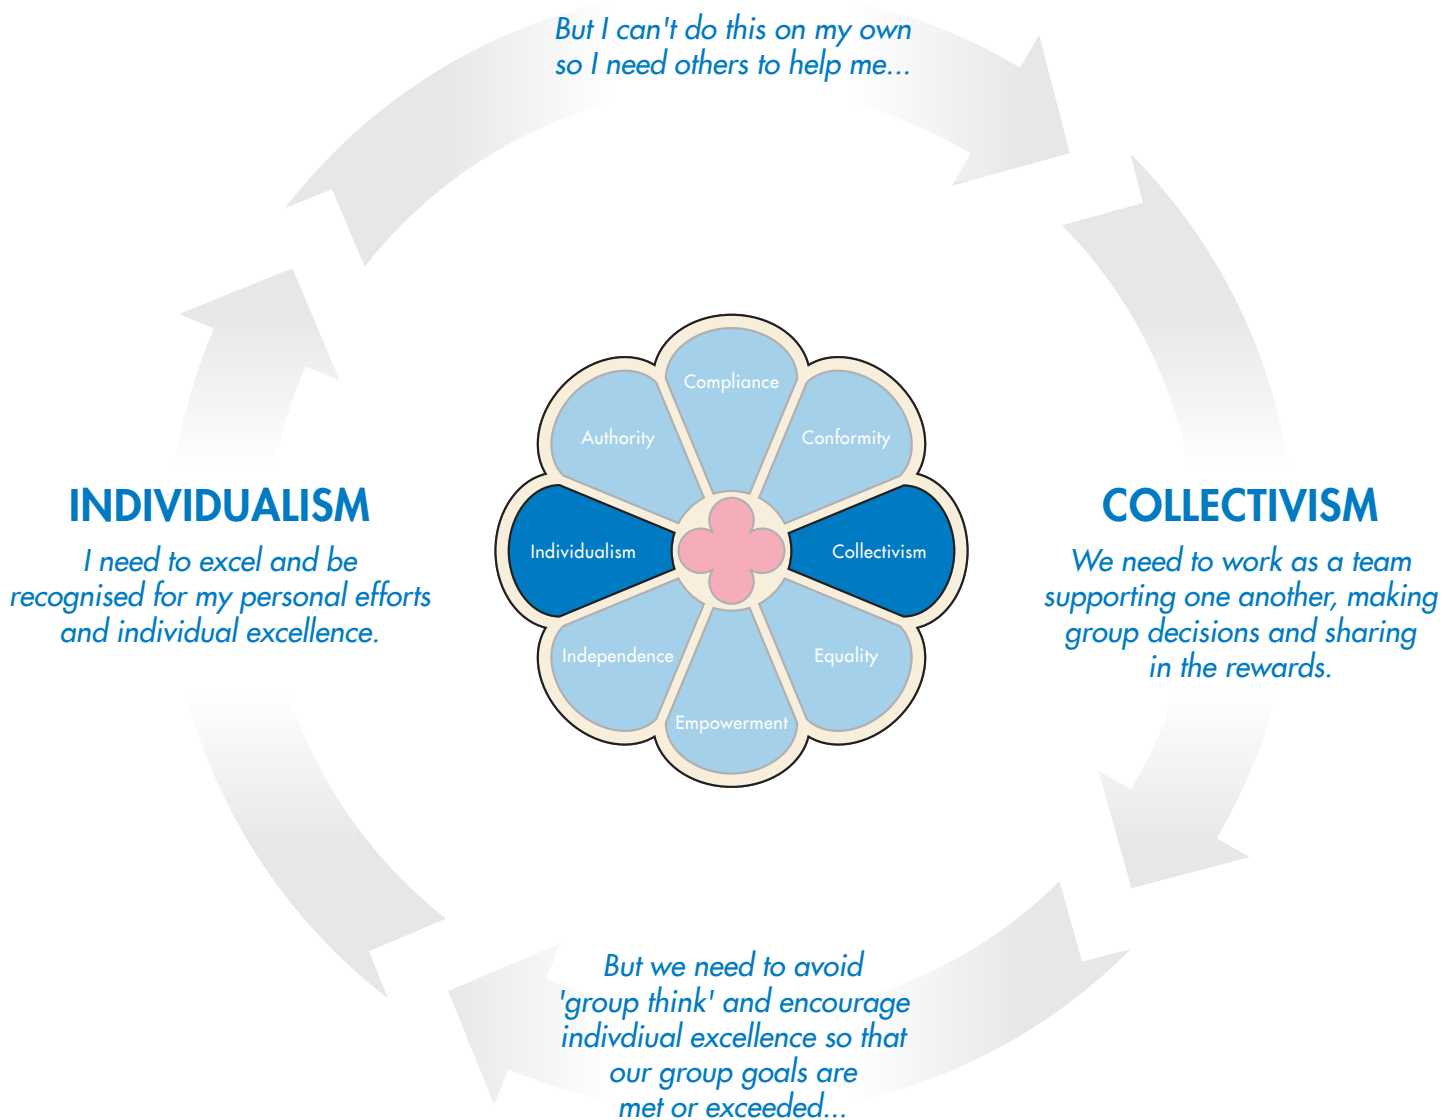 But I can't do this on my own
so I need others to help me...
INDIVIDUALISM
I need to excel and be
recognised for my personal efforts
and individual excellence.
Compliance
Authority
Conformity
Individualism
Collectivism
Independence
Equality
Empowerment
COLLECTIVISM
We need to work as a team
supporting one another, making
group decisions and sharing
in the rewards.
But we need to avoid
'group think' and encourage
indivdiual excellence so that
our group goals are
met or exceeded...